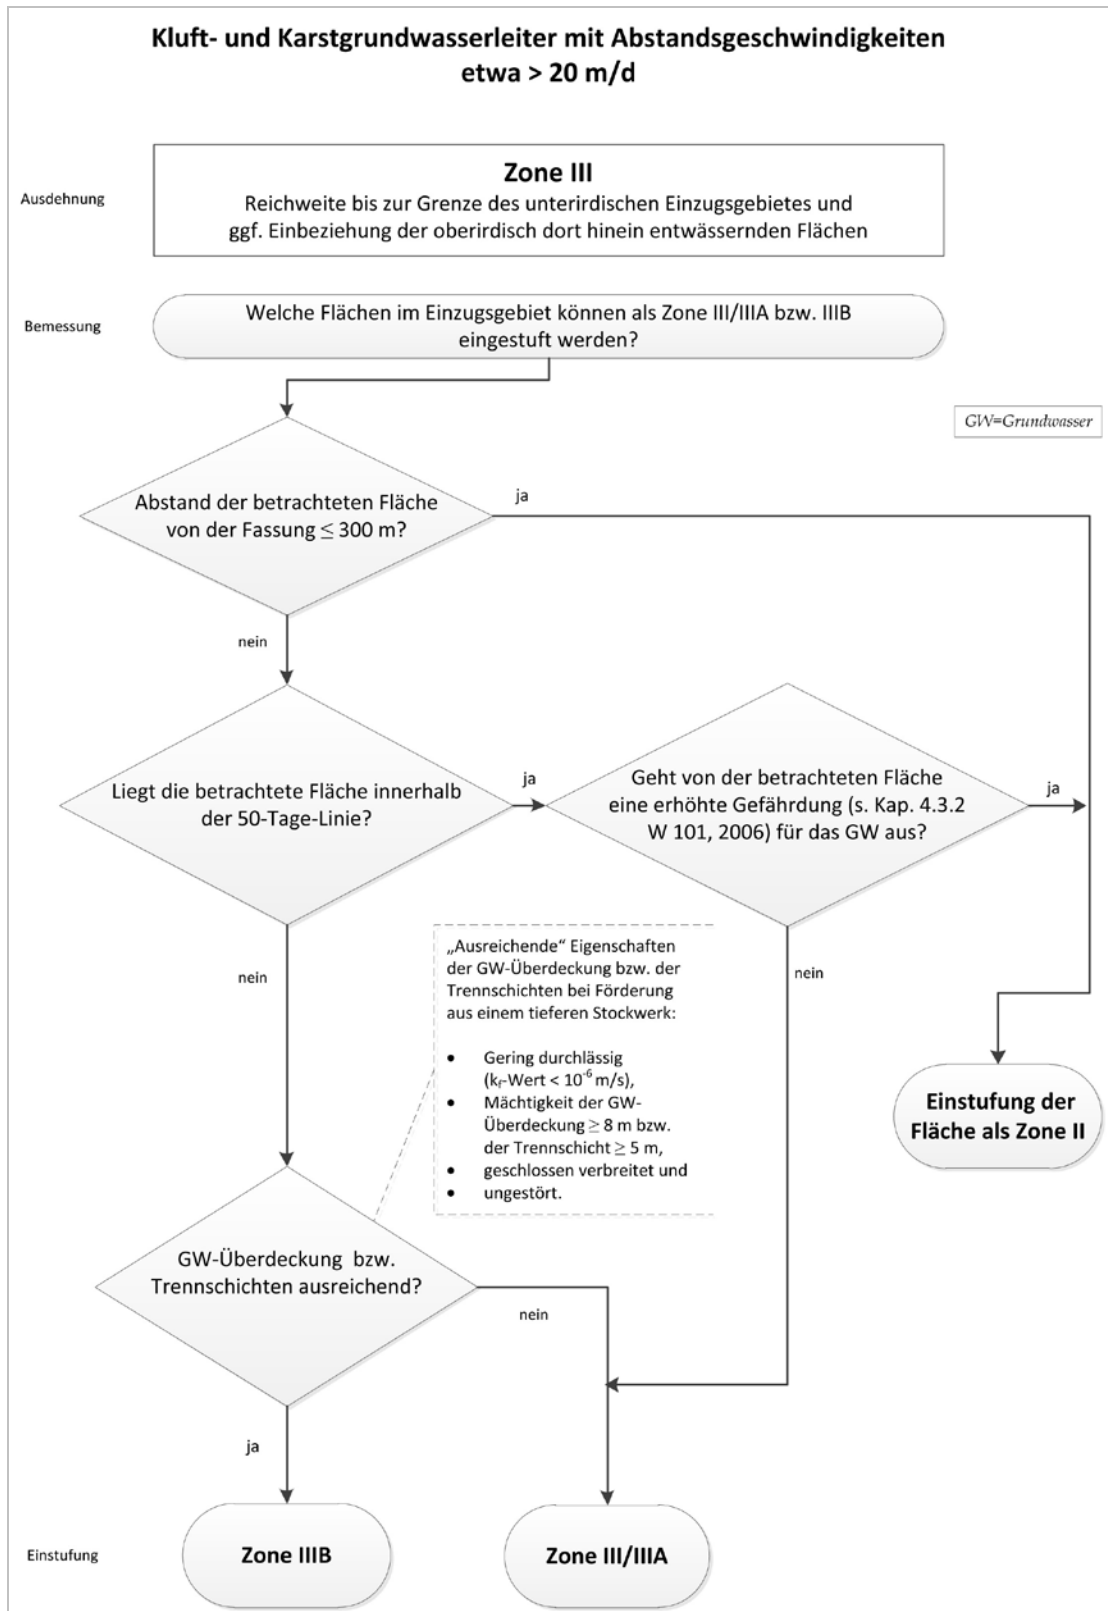 Kluft- und Karstgrundwasserleiter mit Abstandsgeschwindigkeiten
etwa > 20 m/d
Ausdehnung
Zone III
Reichweite bis zur Grenze des unterirdischen Einzugsgebietes und
ggf. Einbeziehung der oberirdisch dort hinein entwässernden Flächen
Bemessung
Welche Flächen im Einzugsgebiet können als Zone III/IIIA bzw. IIIB
eingestuft werden?
GW=Grundwasser
Abstand der betrachteten Fläche
von der Fassung ≤ 300 m?
ja
nein
Liegt die betrachtete Fläche innerhalb
der 50-Tage-Linie?
ja
Geht von der betrachteten Fläche
eine erhöhte Gefährdung (s. Kap. 4.3.2
W 101, 2006) für das GW aus?
ja
nein
nein
„Ausreichende“ Eigenschaften
der GW-Überdeckung bzw. der
Trennschichten bei Förderung
aus einem tieferen Stockwerk:
• Gering durchlässig
(kf-Wert < 10⁻⁶ m/s),
• Mächtigkeit der GW-
Überdeckung ≥ 8 m bzw.
der Trennschicht ≥ 5 m,
• geschlossen verbreitet und
• ungestört.
Einstufung der
Fläche als Zone II
GW-Überdeckung bzw.
Trennschichten ausreichend?
nein
ja
Einstufung
Zone IIIB
Zone III/IIIA